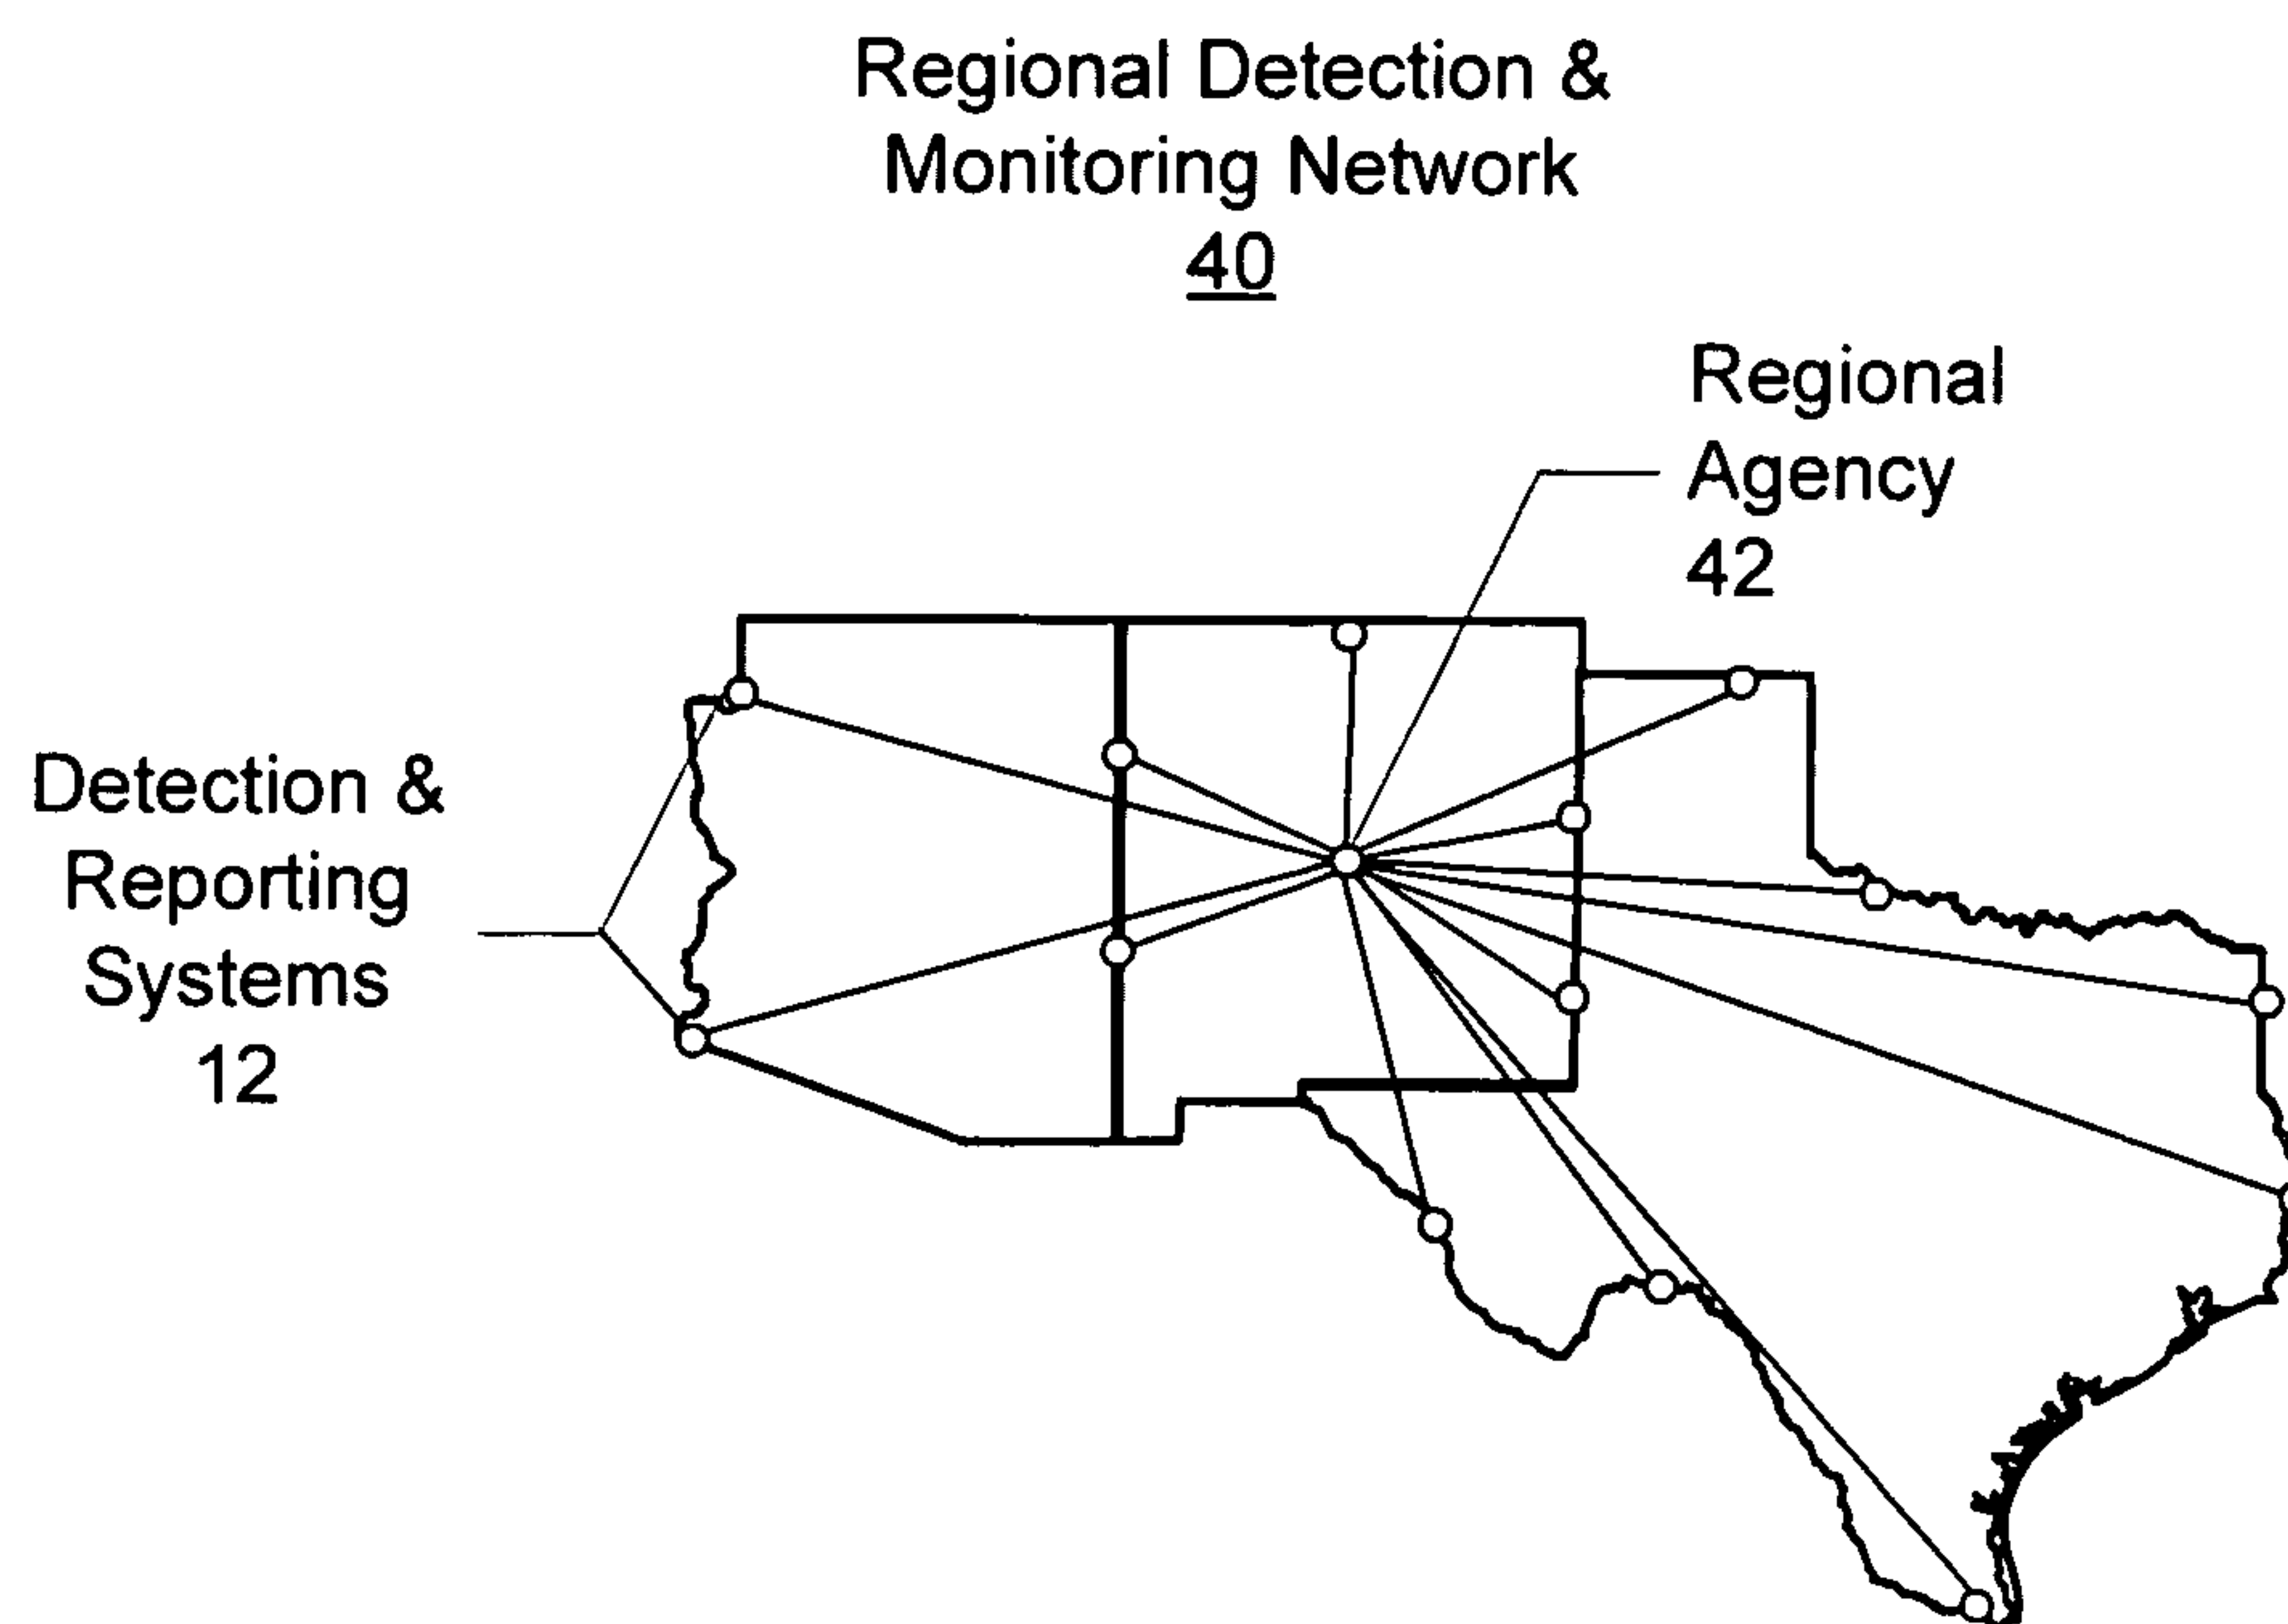 Regional Detection &
Monitoring Network
40
Regional
Agency
42
Detection &
Reporting
Systems
12